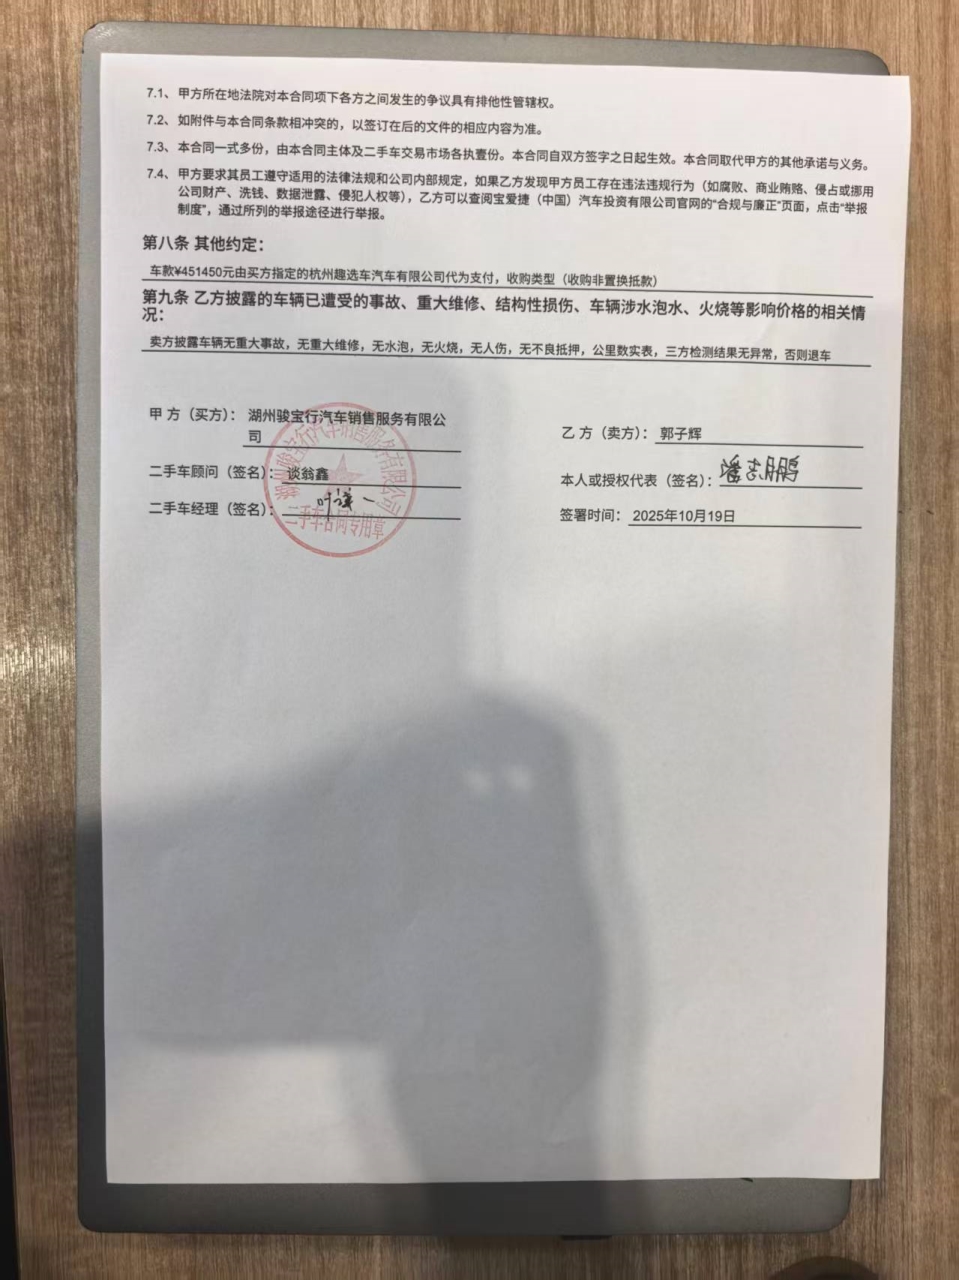 7.1、甲方所在地法院对本合同项下各方之间发生的争议具有排他性管辖权。
7.2、如附件与本合同条款相冲突的，以签订在后的文件的相应内容为准。
7.3、本合同一式多份，由本合同主体及二手车交易市场各执壹份。本合同自双方签字之日起生效。本合同取代甲方的其他承诺与义务。
7.4、甲方要求其员工遵守适用的法律法规和公司内部规定，如果乙方发现甲方员工存在违法违规行为（如腐败、商业贿赂、侵占或挪用
公司财产、洗钱、数据泄露、侵犯人权等），乙方可以查阅宝爱捷（中国）汽车投资有限公司官网的“合规与廉正”页面，点击“举报
制度”，通过所列的举报途径进行举报。
第八条 其他约定：
车款¥451450元由买方指定的杭州趣选车汽车有限公司代为支付，收购类型（收购非置换抵款）
第九条 乙方披露的车辆已遭受的事故、重大维修、结构性损伤、车辆涉水泡水、火烧等影响价格的相关情
况：
卖方披露车辆无重大事故，无重大维修，无水泡，无火烧，无人伤，无不良抵押，公里数实表，三方检测结果无异常，否则退车
甲 方（买方）： 湖州骏宝行汽车销售服务有限公
司
乙 方（卖方）： 郭子辉
二手车顾问（签名）： 谈翁鑫
本人或授权代表（签名）：潘志鹏
二手车经理（签名）：
签署时间： 2025年10月19日
湖州骏宝行汽车销售服务有限公司
二手车合同专用章